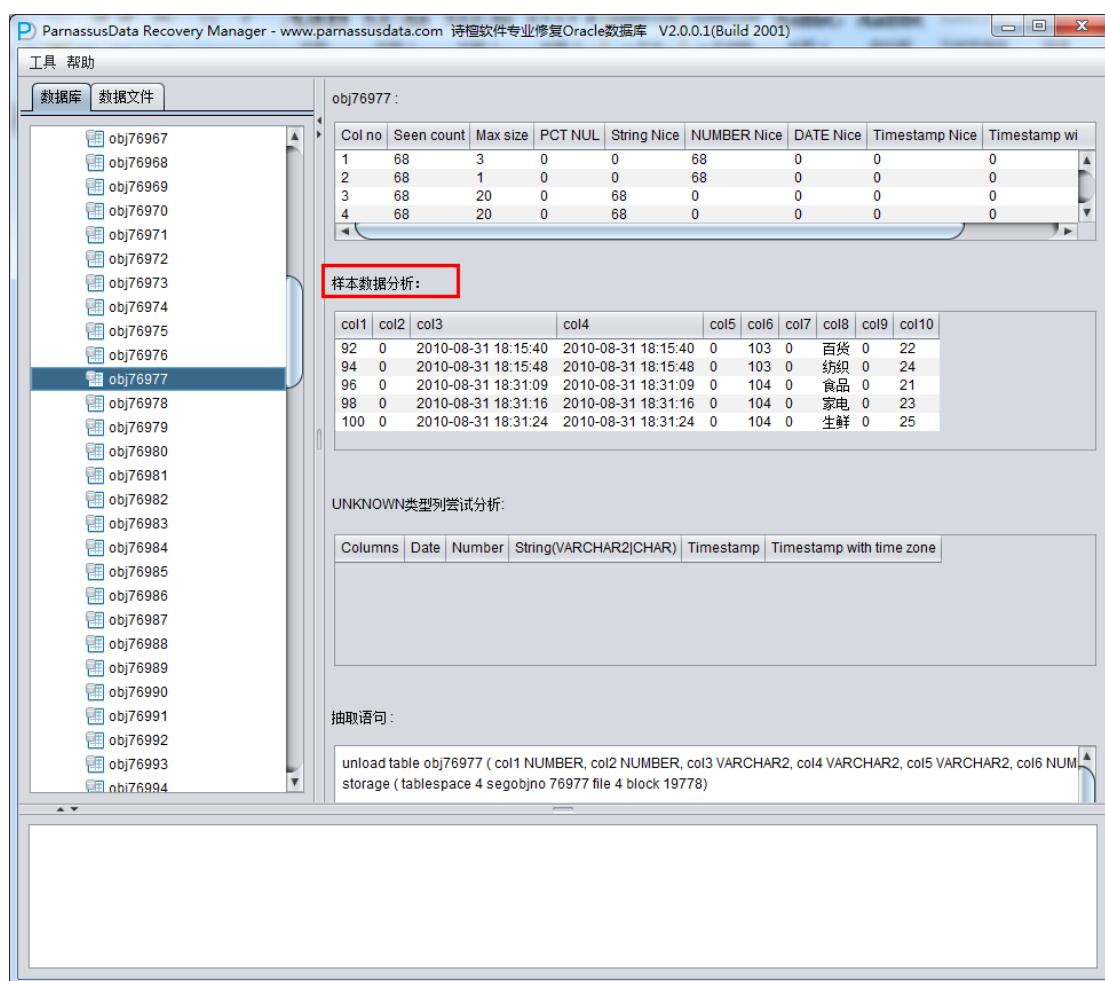 ParnassusData Recovery Manager - www.parnassusdata.com 诗檀软件专业修复Oracle数据库 V2.0.0.1(Build 2001)
工具 帮助
数据库 数据文件
obj76967
obj76968
obj76969
obj76970
obj76971
obj76972
obj76973
obj76974
obj76975
obj76976
obj76977
obj76978
obj76979
obj76980
obj76981
obj76982
obj76983
obj76984
obj76985
obj76986
obj76987
obj76988
obj76989
obj76990
obj76991
obj76992
obj76993
obj76994
obj76977 :
Col no Seen count Max size PCT NUL String Nice NUMBER Nice DATE Nice Timestamp Nice Timestamp wi
1 68 3 0 0 68 0 0 0
2 68 1 0 0 68 0 0 0
3 68 20 0 68 0 0 0 0
4 68 20 0 68 0 0 0 0
样本数据分析：
col1 col2 col3 col4 col5 col6 col7 col8 col9 col10
92 0 2010-08-31 18:15:40 2010-08-31 18:15:40 0 103 0 百货 0 22
94 0 2010-08-31 18:15:48 2010-08-31 18:15:48 0 103 0 纺织 0 24
96 0 2010-08-31 18:31:09 2010-08-31 18:31:09 0 104 0 食品 0 21
98 0 2010-08-31 18:31:16 2010-08-31 18:31:16 0 104 0 家电 0 23
100 0 2010-08-31 18:31:24 2010-08-31 18:31:24 0 104 0 生鲜 0 25
UNKNOWN类型列尝试分析:
Columns Date Number String(VARCHAR2|CHAR) Timestamp Timestamp with time zone
抽取语句 :
unload table obj76977 ( col1 NUMBER, col2 NUMBER, col3 VARCHAR2, col4 VARCHAR2, col5 VARCHAR2, col6 NUM
storage ( tablespace 4 segobjno 76977 file 4 block 19778)